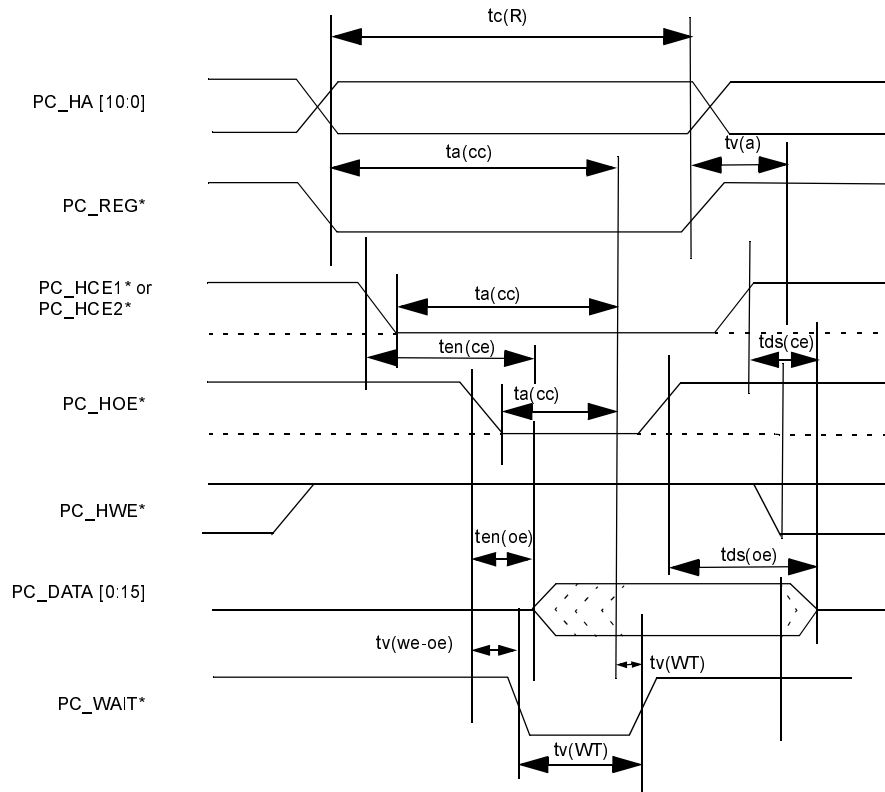 tc(R)
PC_HA [10:0]
tv(a)
ta(cc)
PC_REG*
PC_HCE1* or
PC_HCE2*
ta(cc)
ten(ce)
tds(ce)
PC_HOE*
ta(cc)
PC_HWE*
ten(oe)
tds(oe)
PC_DATA [0:15]
tv(we-oe)
tv(WT)
PC_WAIT*
tv(WT)